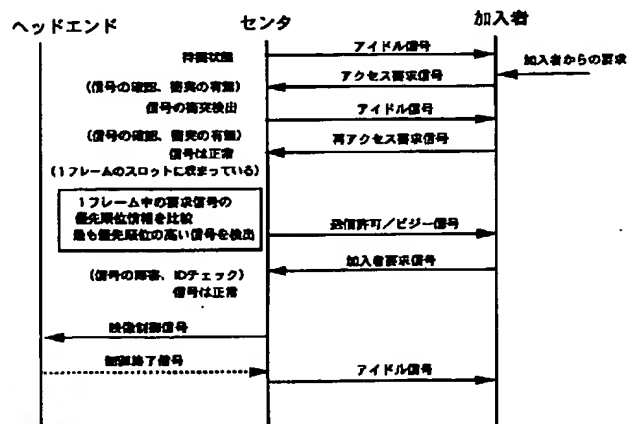 ヘッドエンド
センタ
加入者
待機状態
アイドル信号
加入者からの要求
アクセス要求信号
(信号の確認、衝突の有無)
信号の衝突検出
アイドル信号
(信号の確認、衝突の有無)
再アクセス要求信号
信号は正常
(1フレームのスロットに収まっている)
1フレーム中の要求信号の
優先順位情報を比較
最も優先順位の高い信号を検出
送信許可/ビジー信号
加入者要求信号
(信号の障害、IDチェック)
信号は正常
映像制御信号
制御終了信号
アイドル信号